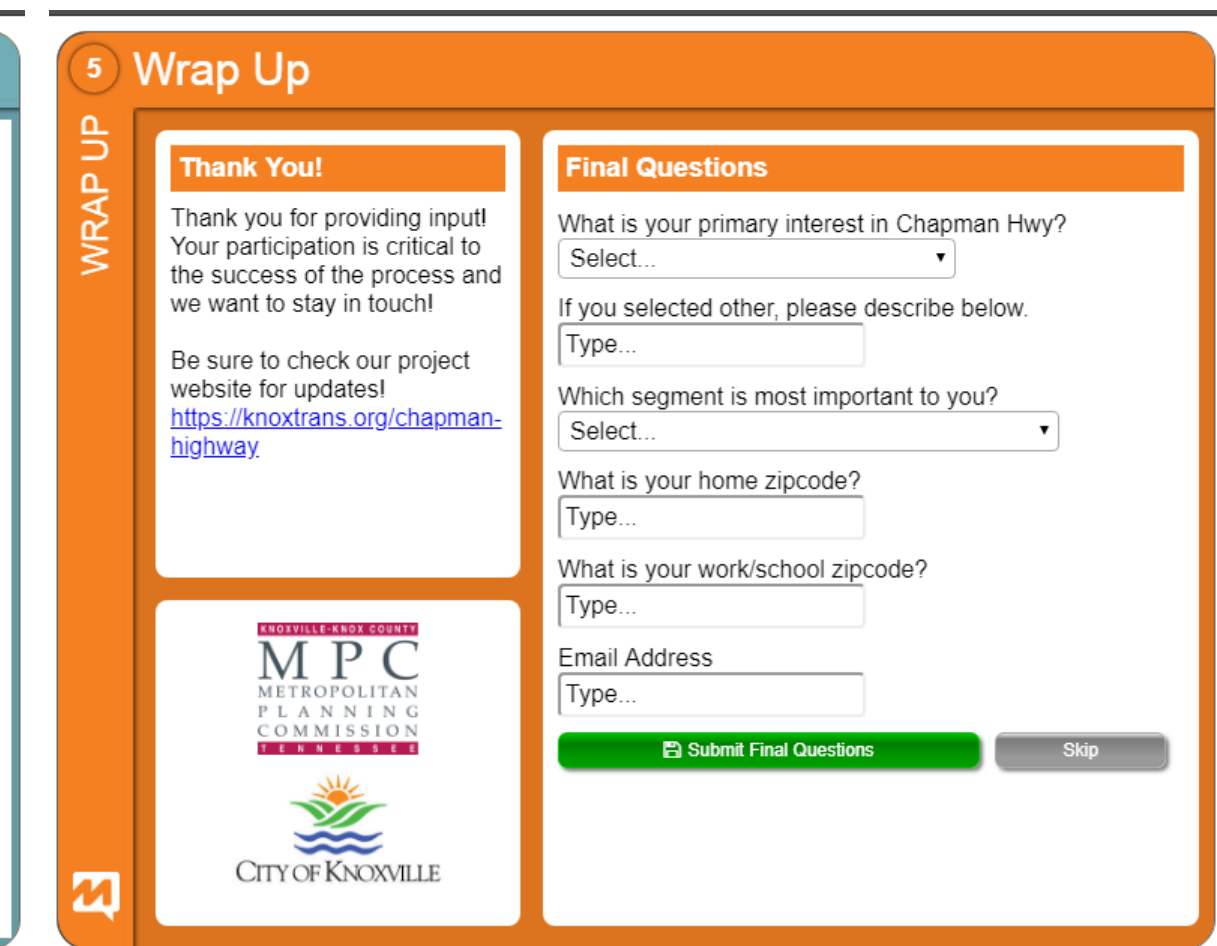 5 Wrap Up
WRAP UP
Thank You!
Thank you for providing input!
Your participation is critical to
the success of the process and
we want to stay in touch!
Be sure to check our project
website for updates!
https://knoxtrans.org/chapman-
highway
KNOXVILLE-KNOX COUNTY
MPC
METROPOLITAN
PLANNING
COMMISSION
TENNESSEE
CITY OF KNOXVILLE
Final Questions
What is your primary interest in Chapman Hwy?
Select...
If you selected other, please describe below.
Type...
Which segment is most important to you?
Select...
What is your home zipcode?
Type...
What is your work/school zipcode?
Type...
Email Address
Type...
Submit Final Questions Skip